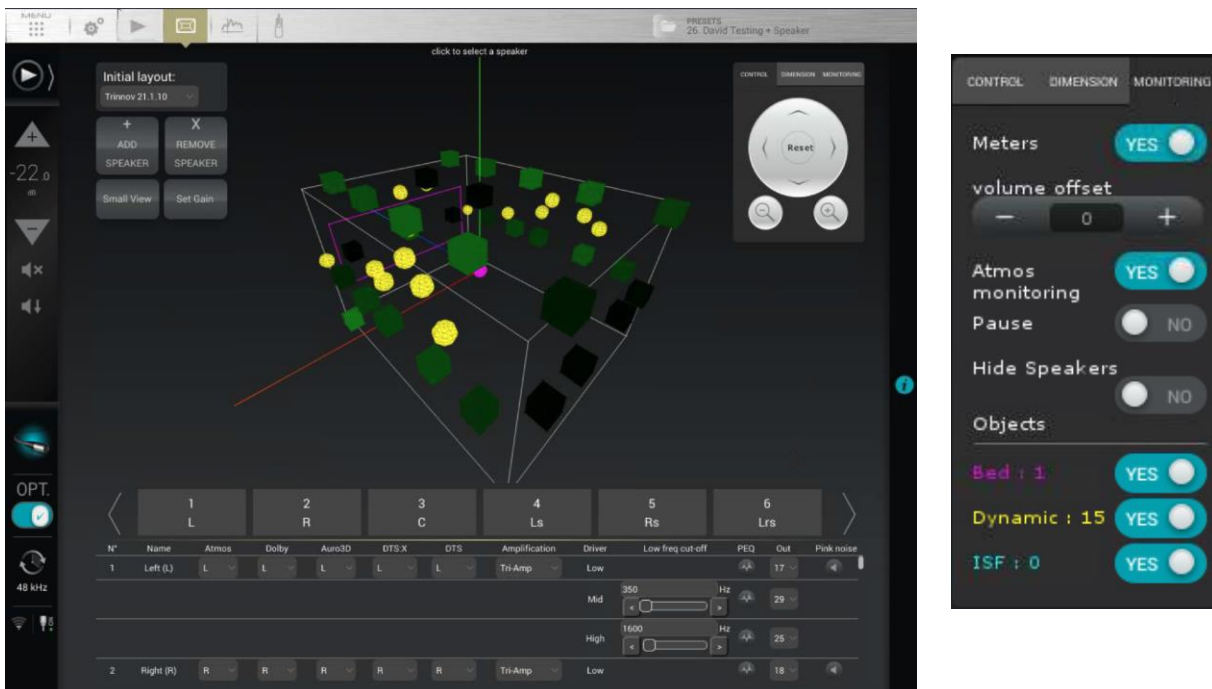 MENU
PRESETS
26. David Testing + Speaker
click to select a speaker
Initial layout:
Trinnov 21.1.10
+
ADD
SPEAKER
X
REMOVE
SPEAKER
Small View
Set Gain
CONTROL DIMENSION MONITORING
Reset
+
-22.0
dB
-
OPT.
48 kHz
1 2 3 4 5 6
L R C Ls Rs Lrs
N° Name Atmos Dolby Auro3D DTS:X DTS Amplification Driver Low freq cut-off PEQ Out Pink noise
1 Left (L) L L L L L Tri-Amp Low 17
Mid 350 Hz 29
High 1600 Hz 25
2 Right (R) R R R R R Tri-Amp Low 18
CONTROL DIMENSION MONITORING
Meters YES
volume offset
- 0 +
Atmos
monitoring YES
Pause NO
Hide Speakers
NO
Objects
Bed : 1 YES
Dynamic : 15 YES
ISF : 0 YES